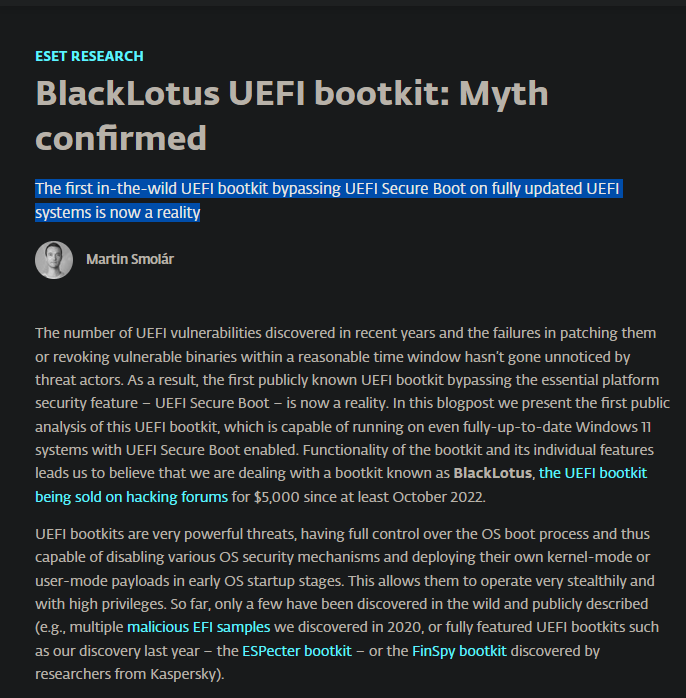 ESET RESEARCH
BlackLotus UEFI bootkit: Myth
confirmed
The first in-the-wild UEFI bootkit bypassing UEFI Secure Boot on fully updated UEFI
systems is now a reality
Martin Smolár
The number of UEFI vulnerabilities discovered in recent years and the failures in patching them
or revoking vulnerable binaries within a reasonable time window hasn’t gone unnoticed by
threat actors. As a result, the first publicly known UEFI bootkit bypassing the essential platform
security feature – UEFI Secure Boot – is now a reality. In this blogpost we present the first public
analysis of this UEFI bootkit, which is capable of running on even fully-up-to-date Windows 11
systems with UEFI Secure Boot enabled. Functionality of the bootkit and its individual features
leads us to believe that we are dealing with a bootkit known as BlackLotus, the UEFI bootkit
being sold on hacking forums for $5,000 since at least October 2022.
UEFI bootkits are very powerful threats, having full control over the OS boot process and thus
capable of disabling various OS security mechanisms and deploying their own kernel-mode or
user-mode payloads in early OS startup stages. This allows them to operate very stealthily and
with high privileges. So far, only a few have been discovered in the wild and publicly described
(e.g., multiple malicious EFI samples we discovered in 2020, or fully featured UEFI bootkits such
as our discovery last year – the ESPecter bootkit – or the FinSpy bootkit discovered by
researchers from Kaspersky).